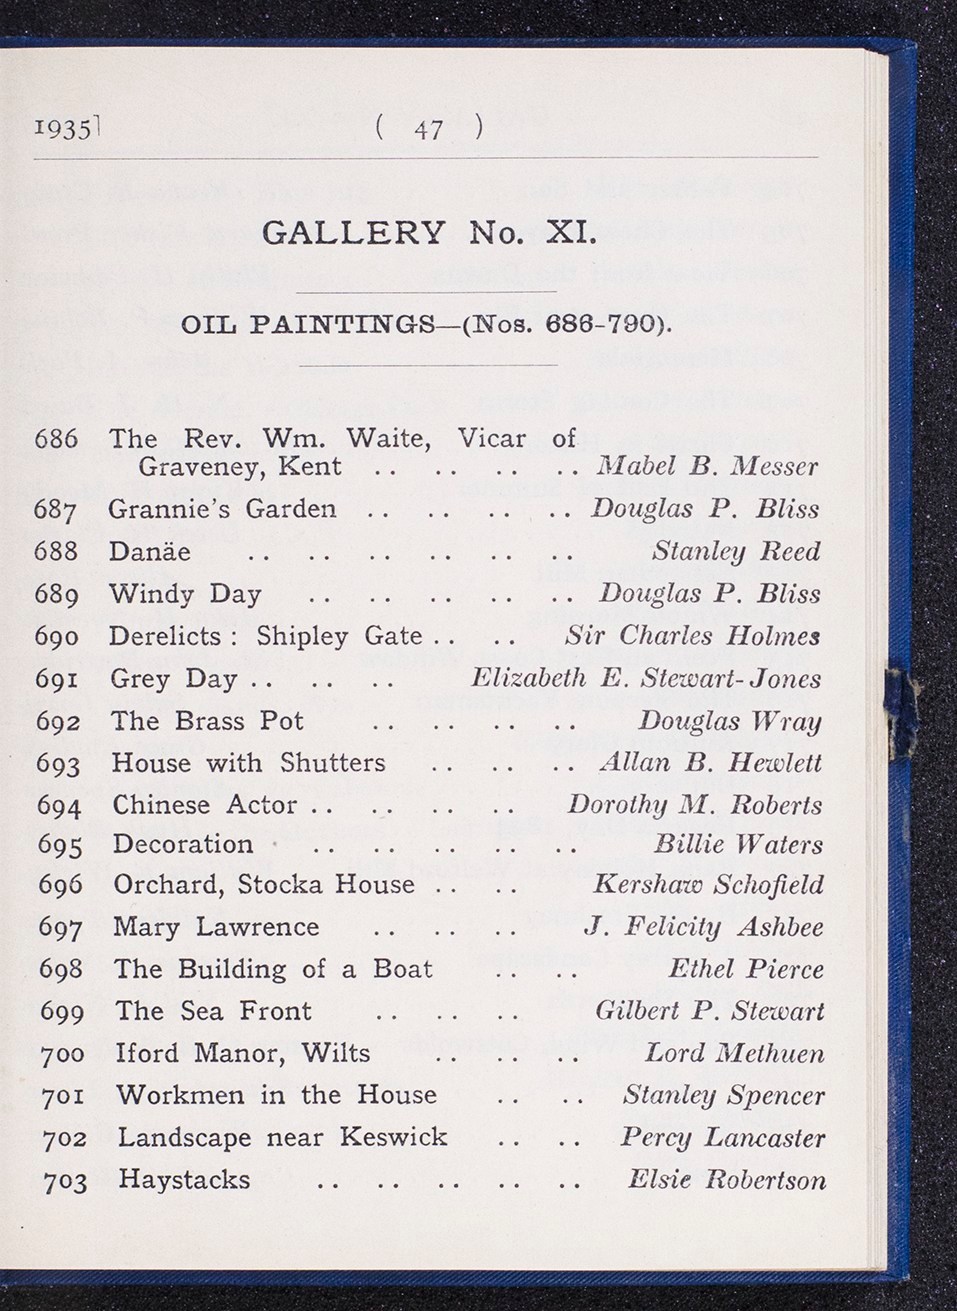 1935]
( 47 )
GALLERY No. XI.
OIL PAINTINGS—(Nos. 686-790).
686 The Rev. Wm. Waite, Vicar of
Graveney, Kent .. .. .. .. Mabel B. Messer
687 Grannie's Garden .. .. .. .. Douglas P. Bliss
688 Danäe .. .. .. .. .. .. Stanley Reed
689 Windy Day .. .. .. .. .. Douglas P. Bliss
690 Derelicts : Shipley Gate .. .. Sir Charles Holmes
691 Grey Day .. .. .. Elizabeth E. Stewart-Jones
692 The Brass Pot .. .. .. .. Douglas Wray
693 House with Shutters .. .. .. Allan B. Hewlett
694 Chinese Actor .. .. .. .. Dorothy M. Roberts
695 Decoration .. .. .. .. .. Billie Waters
696 Orchard, Stocka House .. .. Kershaw Schofield
697 Mary Lawrence .. .. .. J. Felicity Ashbee
698 The Building of a Boat .. .. Ethel Pierce
699 The Sea Front .. .. .. Gilbert P. Stewart
700 Iford Manor, Wilts .. .. .. Lord Methuen
701 Workmen in the House .. .. Stanley Spencer
702 Landscape near Keswick .. .. Percy Lancaster
703 Haystacks .. .. .. .. .. Elsie Robertson